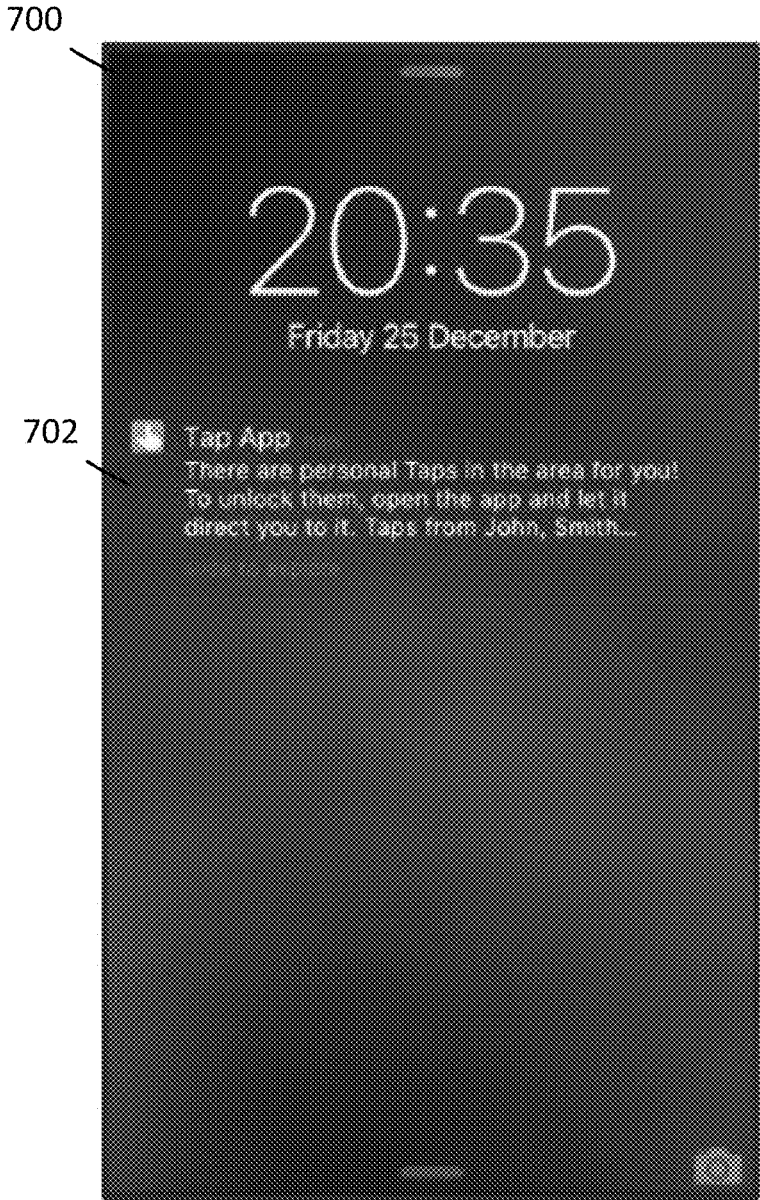 700
20:35
Friday 25 December
702
Tap App
There are personal Taps in the area for you!
To unlock them, open the app and let it
direct you to it. Taps from John, Smith...